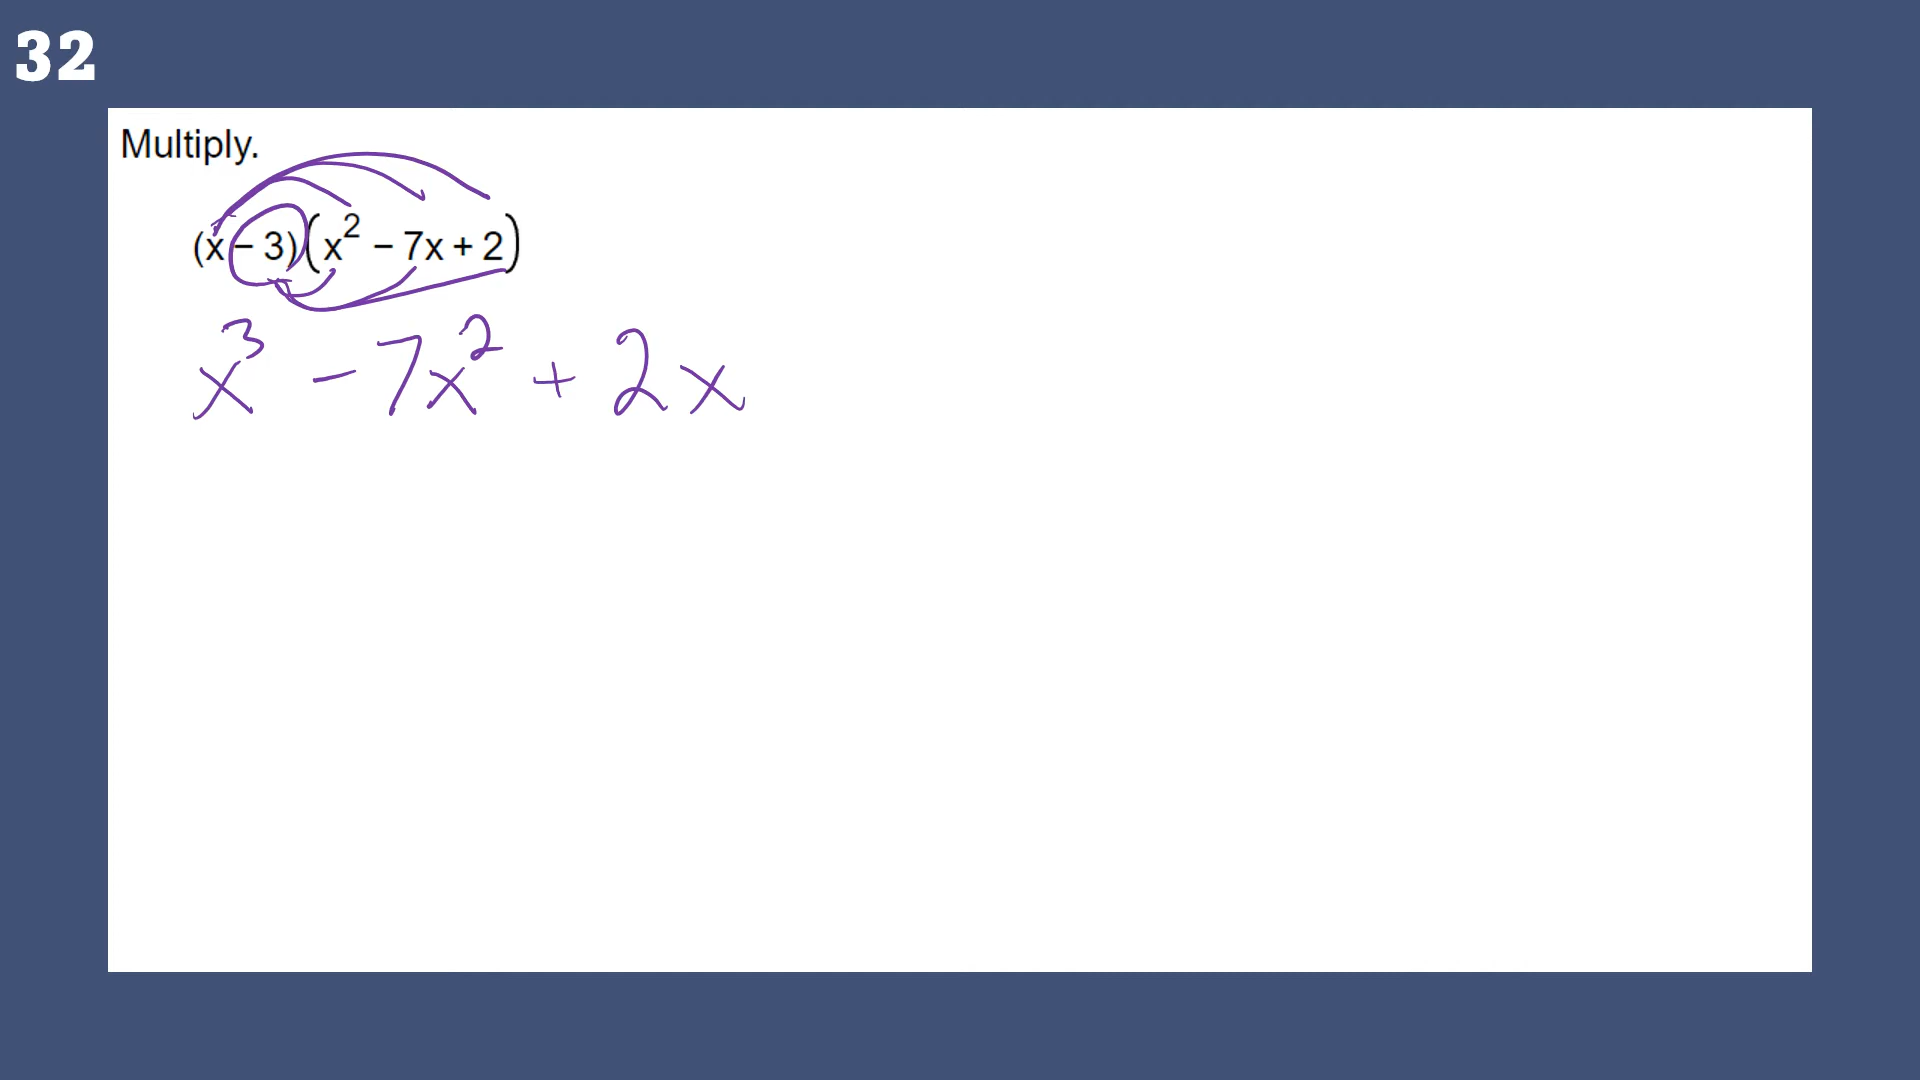 32
Multiply.
(x − 3)(x² − 7x + 2)
x³ − 7x² + 2x